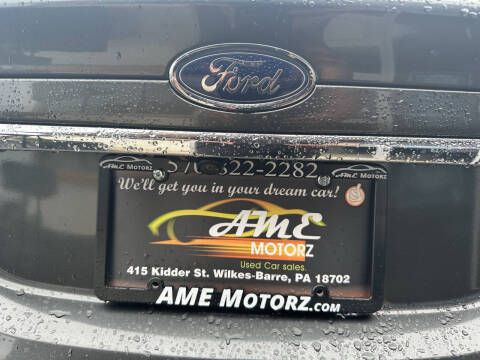 Ford
AME MOTORZ 570-822-2282 AME MOTORZ
We'll get you in your dream car!
AME
MOTORZ
Used Car sales
415 Kidder St. Wilkes-Barre, PA 18702
AME MOTORZ.COM